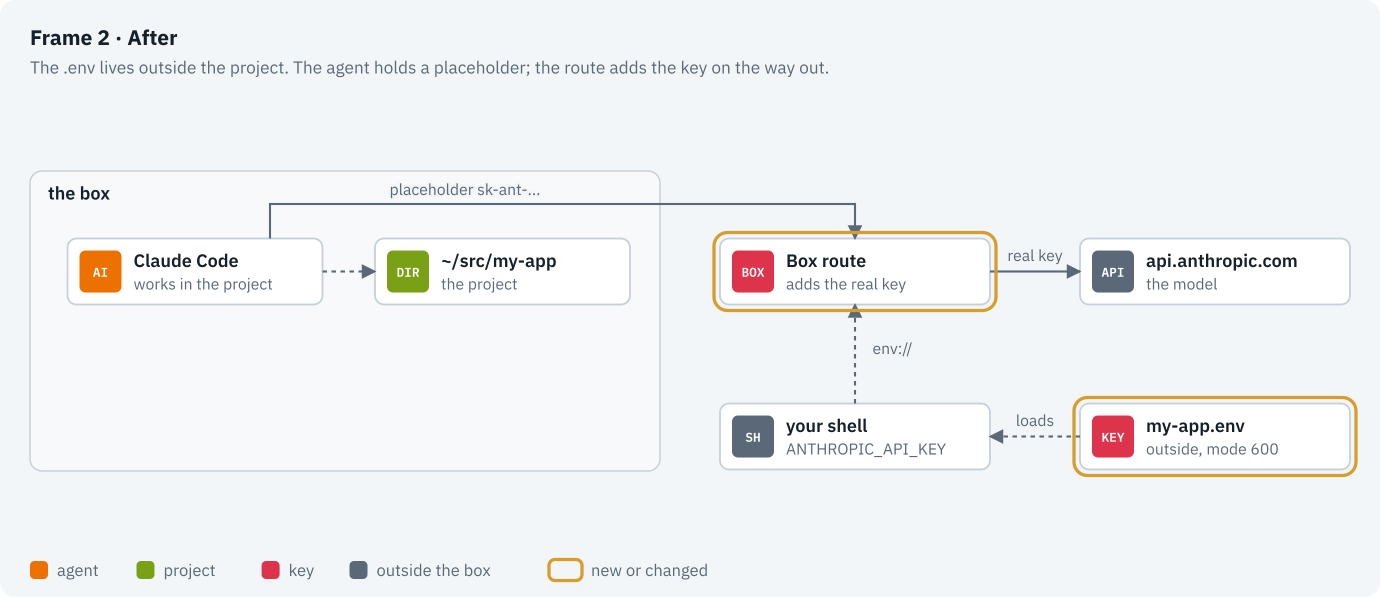 Frame 2 · After
The .env lives outside the project. The agent holds a placeholder; the route adds the key on the way out.
the box
placeholder sk-ant-...
AI
Claude Code
works in the project
DIR
~/src/my-app
the project
BOX
Box route
adds the real key
real key
API
api.anthropic.com
the model
env://
SH
your shell
ANTHROPIC_API_KEY
loads
KEY
my-app.env
outside, mode 600
agent
project
key
outside the box
new or changed